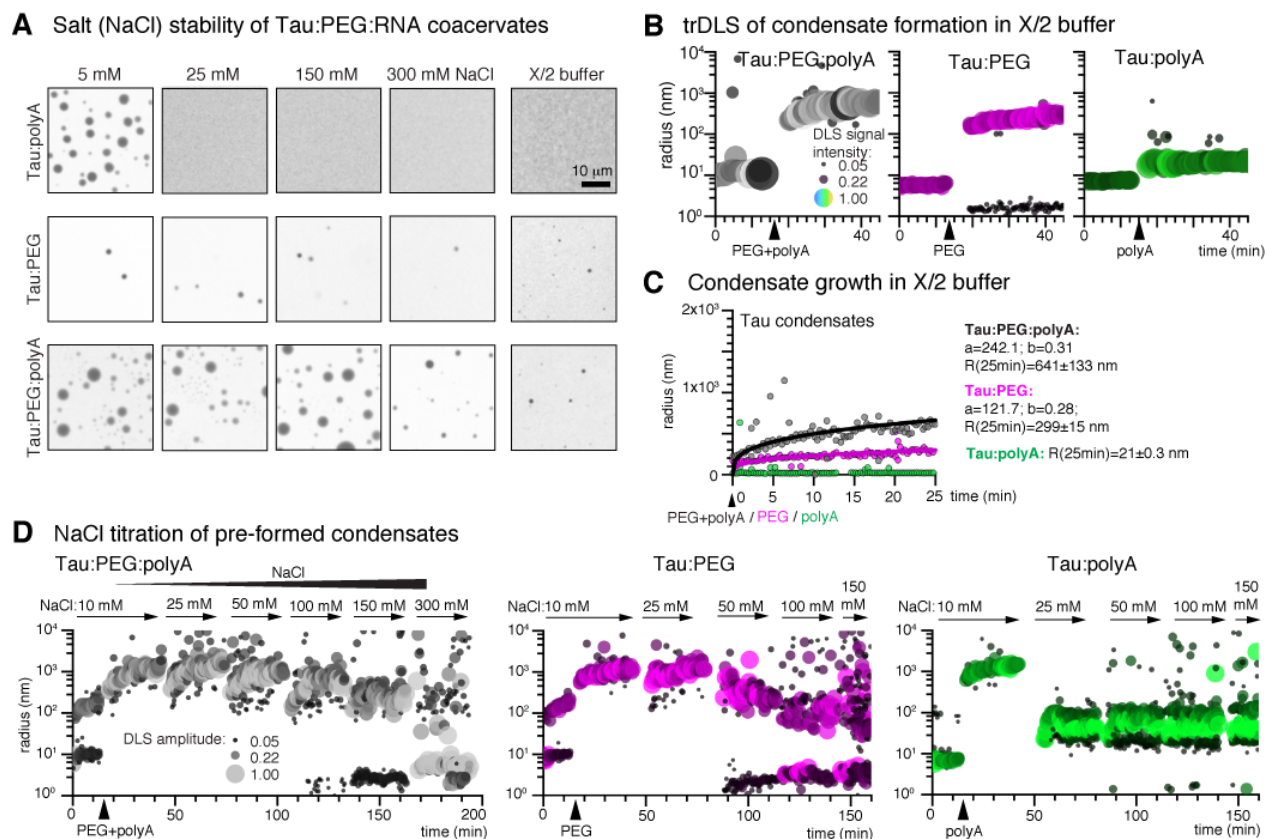 A Salt (NaCl) stability of Tau:PEG:RNA coacervates
5 mM 25 mM 150 mM 300 mM NaCl X/2 buffer
Tau:polyA
10 μm
Tau:PEG
Tau:PEG:polyA
B trDLS of condensate formation in X/2 buffer
Tau:PEG:polyA Tau:PEG Tau:polyA
radius (nm)
10⁴
10³
10²
10¹
10⁰
DLS signal
intensity:
0.05
0.22
1.00
0 40 0 40 0 40
PEG+polyA PEG polyA time (min)
C Condensate growth in X/2 buffer
Tau condensates
radius (nm)
2x10³
1x10³
0
0 5 10 15 20 25 time (min)
PEG+polyA / PEG / polyA
Tau:PEG:polyA:
a=242.1; b=0.31
R(25min)=641±133 nm
Tau:PEG:
a=121.7; b=0.28;
R(25min)=299±15 nm
Tau:polyA: R(25min)=21±0.3 nm
D NaCl titration of pre-formed condensates
Tau:PEG:polyA
NaCl
NaCl:10 mM 25 mM 50 mM 100 mM 150 mM 300 mM
radius (nm)
10⁴
10³
10²
10¹
10⁰
DLS amplitude:
0.05
0.22
1.00
0 50 100 150 200
PEG+polyA time (min)
Tau:PEG
NaCl:10 mM 25 mM 50 mM 100 mM 150 mM
10⁴
10³
10²
10¹
10⁰
0 50 100 150
PEG time (min)
Tau:polyA
NaCl:10 mM 25 mM 50 mM 100 mM 150 mM
10⁴
10³
10²
10¹
10⁰
0 50 100 150
polyA time (min)